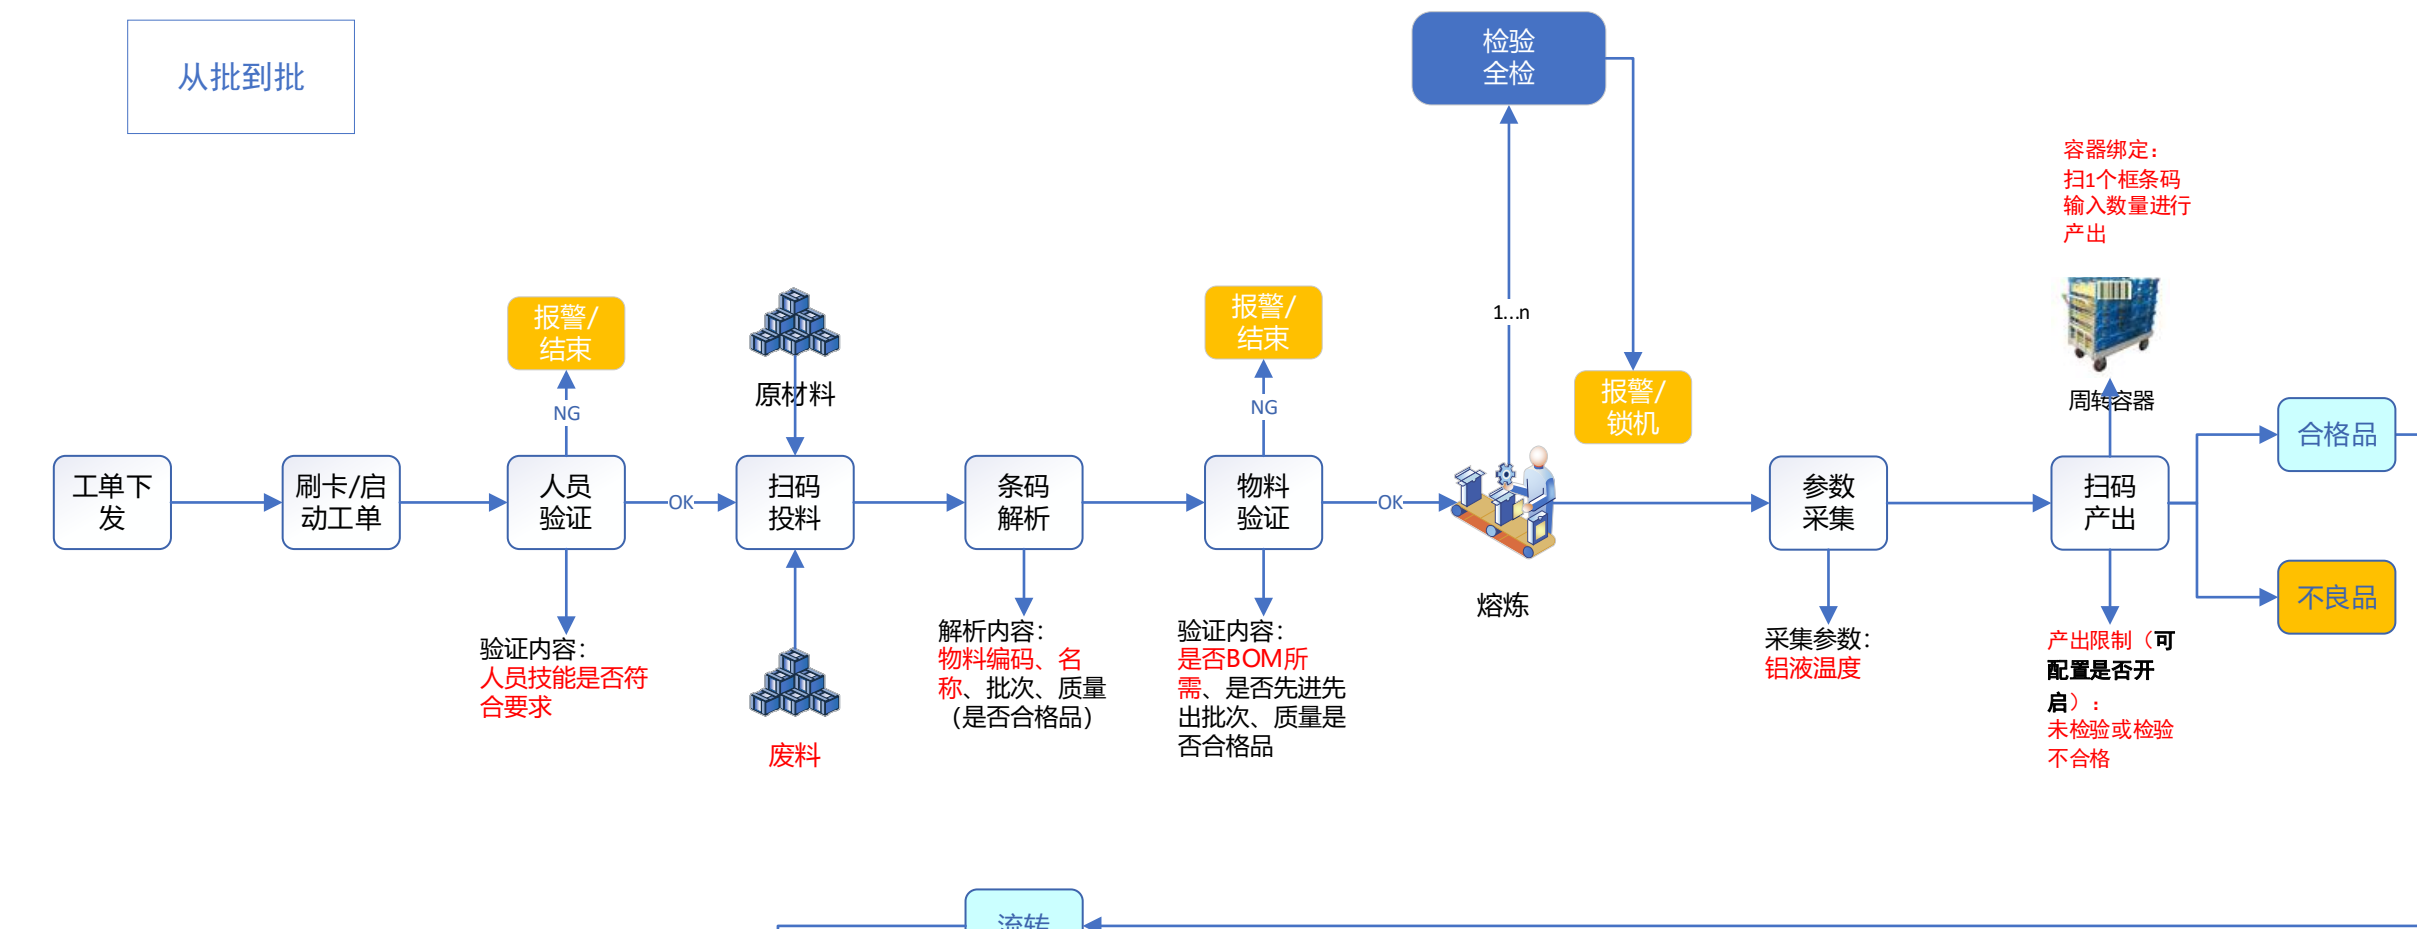 从批到批
检验
全检
容器绑定：
扫1个框条码
输入数量进行
产出
1...n
报警/
结束
NG
原材料
报警/
结束
NG
报警/
锁机
周转容器
合格品
工单下
发
刷卡/启
动工单
人员
验证
OK
扫码
投料
条码
解析
物料
验证
OK
熔炼
参数
采集
扫码
产出
不良品
验证内容：
人员技能是否符
合要求
废料
解析内容：
物料编码、名
称、批次、质量
（是否合格品）
验证内容：
是否BOM所
需、是否先进先
出批次、质量是
否合格品
采集参数：
铝液温度
产出限制（可
配置是否开
启）：
未检验或检验
不合格
流转